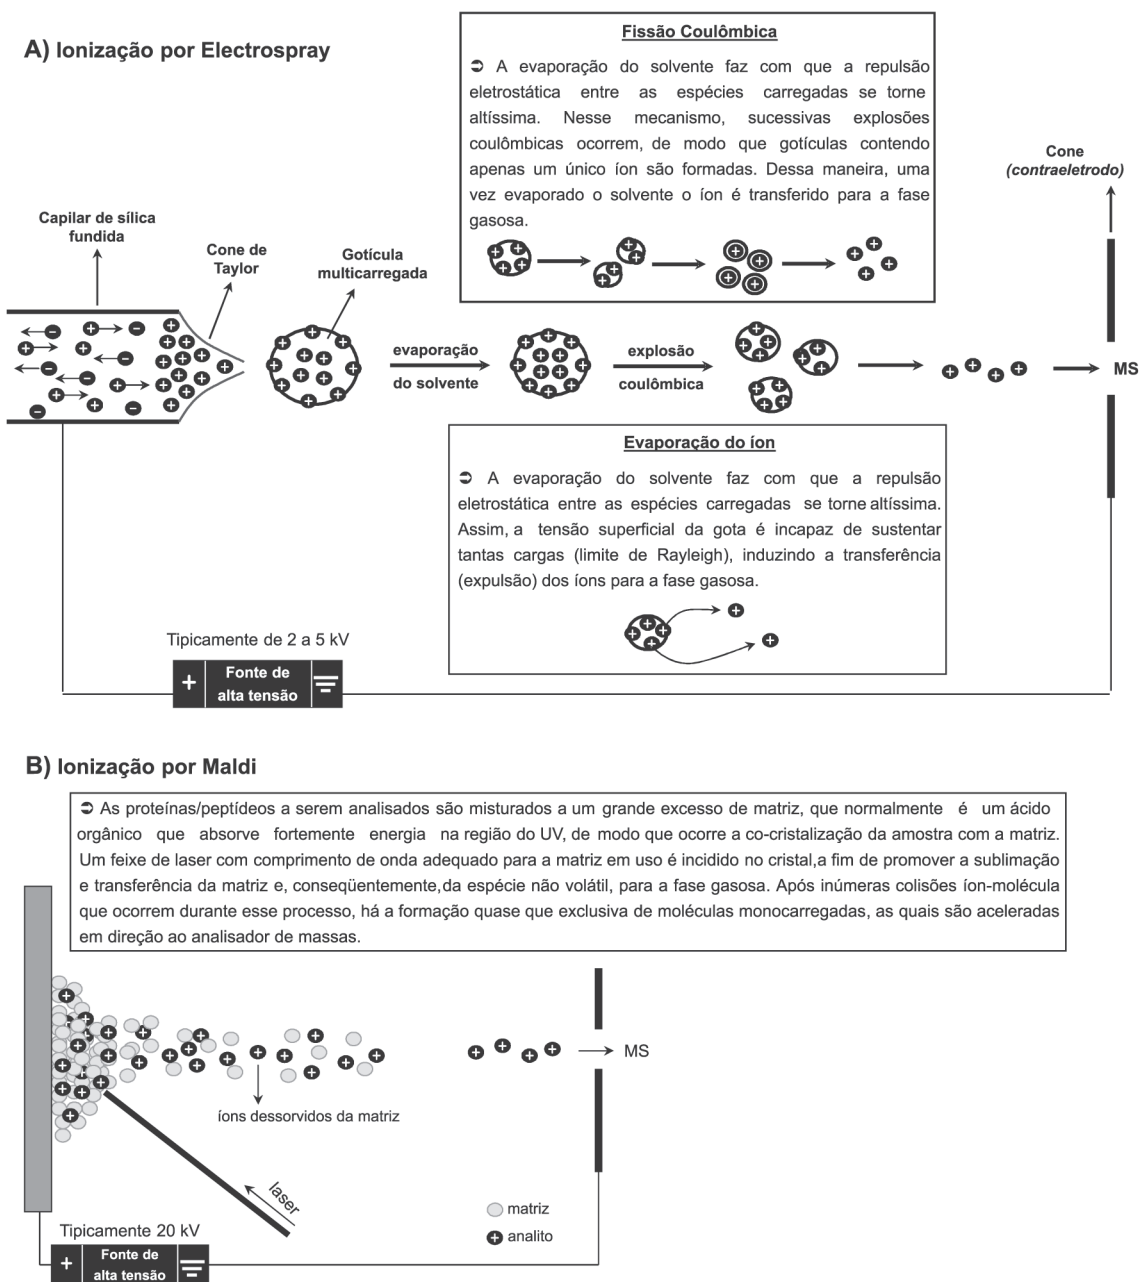 A) Ionização por Electrospray
Fissão Coulômbica
➲ A evaporação do solvente faz com que a repulsão
eletrostática entre as espécies carregadas se torne
altíssima. Nesse mecanismo, sucessivas explosões
coulômbicas ocorrem, de modo que gotículas contendo
apenas um único íon são formadas. Dessa maneira, uma
vez evaporado o solvente o íon é transferido para a fase
gasosa.
Cone
(contraeletrodo)
Capilar de sílica
fundida
Cone de
Taylor
Gotícula
multicarregada
evaporação
do solvente
explosão
coulômbica
MS
Evaporação do íon
➲ A evaporação do solvente faz com que a repulsão
eletrostática entre as espécies carregadas se torne altíssima.
Assim, a tensão superficial da gota é incapaz de sustentar
tantas cargas (limite de Rayleigh), induzindo a transferência
(expulsão) dos íons para a fase gasosa.
Tipicamente de 2 a 5 kV
+ Fonte de
alta tensão
B) Ionização por Maldi
➲ As proteínas/peptídeos a serem analisados são misturados a um grande excesso de matriz, que normalmente é um ácido
orgânico que absorve fortemente energia na região do UV, de modo que ocorre a co-cristalização da amostra com a matriz.
Um feixe de laser com comprimento de onda adequado para a matriz em uso é incidido no cristal,a fim de promover a sublimação
e transferência da matriz e, conseqüentemente,da espécie não volátil, para a fase gasosa. Após inúmeras colisões íon-molécula
que ocorrem durante esse processo, há a formação quase que exclusiva de moléculas monocarregadas, as quais são aceleradas
em direção ao analisador de massas.
MS
íons dessorvidos da matriz
laser
matriz
analito
Tipicamente 20 kV
+ Fonte de
alta tensão